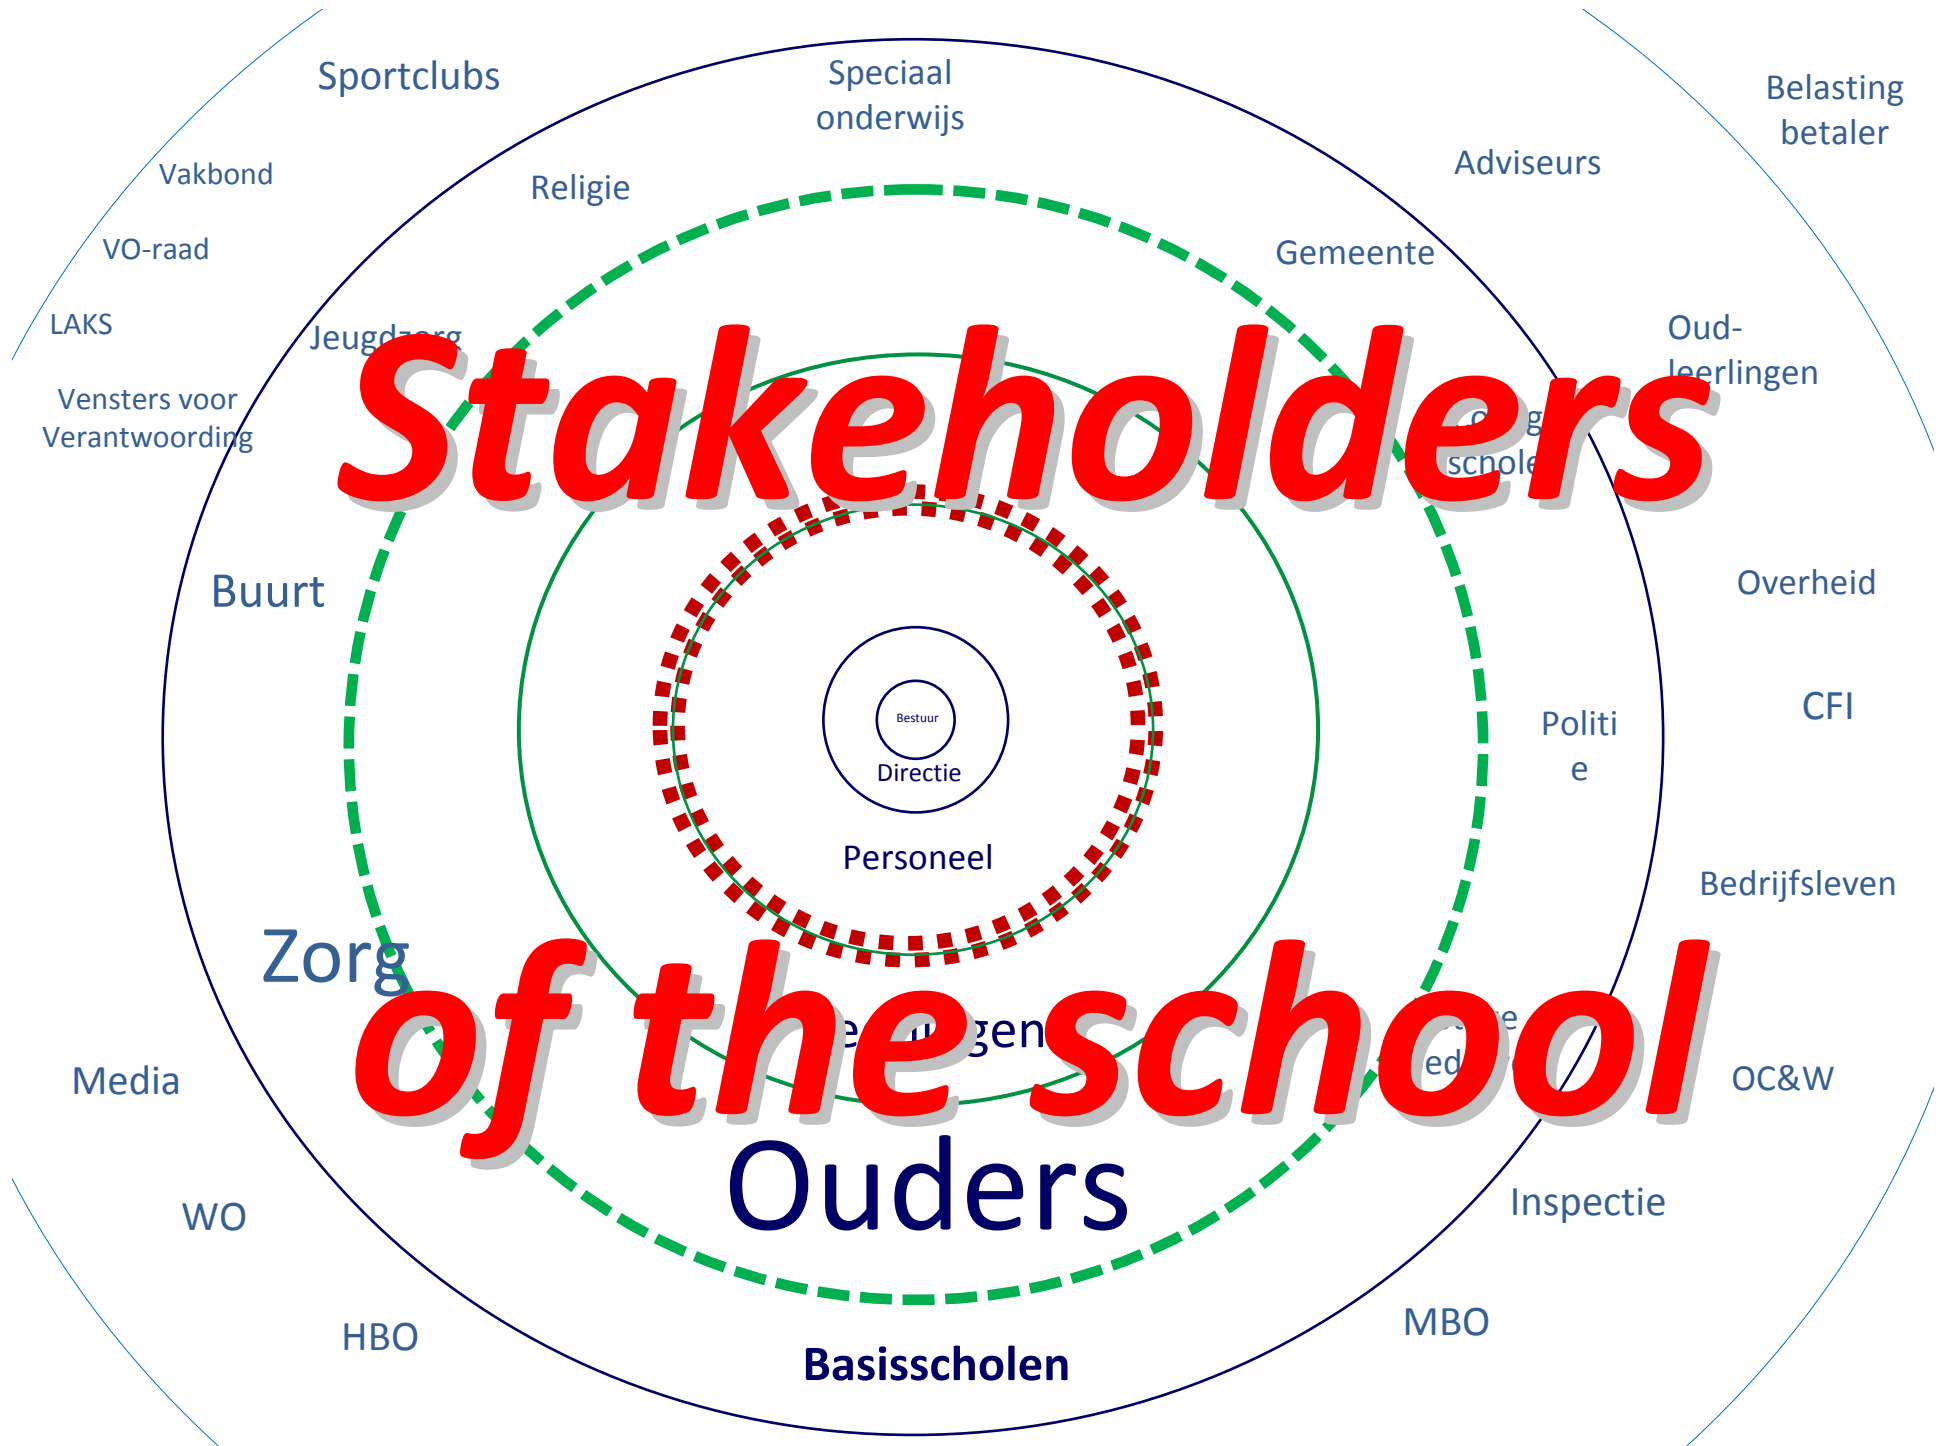 Sportclubs
Speciaal
onderwijs
Belasting
betaler
Vakbond
Religie
Adviseurs
VO-raad
Gemeente
LAKS
Jeugdzorg
Oud-
leerlingen
Stakeholders
Vensters voor
Verantwoording
Buurt
Overheid
Bestuur
CFI
Politi
e
Directie
Personeel
Bedrijfsleven
Zorg
of the school
Media
OC&W
Ouders
WO
Inspectie
HBO
MBO
Basisscholen